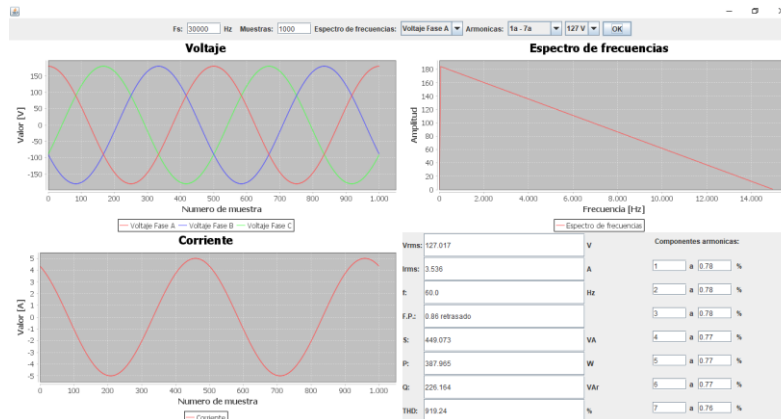 Fs: 30000 Hz Muestras: 1000 Espectro de frecuencias: Voltaje Fase A Armonicas: 1a - 7a 127 V OK
Voltaje
Valor [V]
150
100
50
0
-50
-100
-150
0 100 200 300 400 500 600 700 800 900 1.000
Numero de muestra
Voltaje Fase A Voltaje Fase B Voltaje Fase C
Espectro de frecuencias
Amplitud
180
160
140
120
100
80
60
40
20
0
0 2.000 4.000 6.000 8.000 10.000 12.000 14.000
Frecuencia [Hz]
Espectro de frecuencias
Corriente
Valor [A]
5
4
3
2
1
0
-1
-2
-3
-4
-5
0 100 200 300 400 500 600 700 800 900 1.000
Numero de muestra
Corriente
Vrms: 127.017 V
Irms: 3.536 A
f: 60.0 Hz
F.P.: 0.86 retrasado
S: 449.073 VA
P: 387.965 W
Q: 226.164 VAr
THD: 919.24 %
Componentes armonicas:
1 a 0.78 %
2 a 0.78 %
3 a 0.78 %
4 a 0.77 %
5 a 0.77 %
6 a 0.77 %
7 a 0.76 %